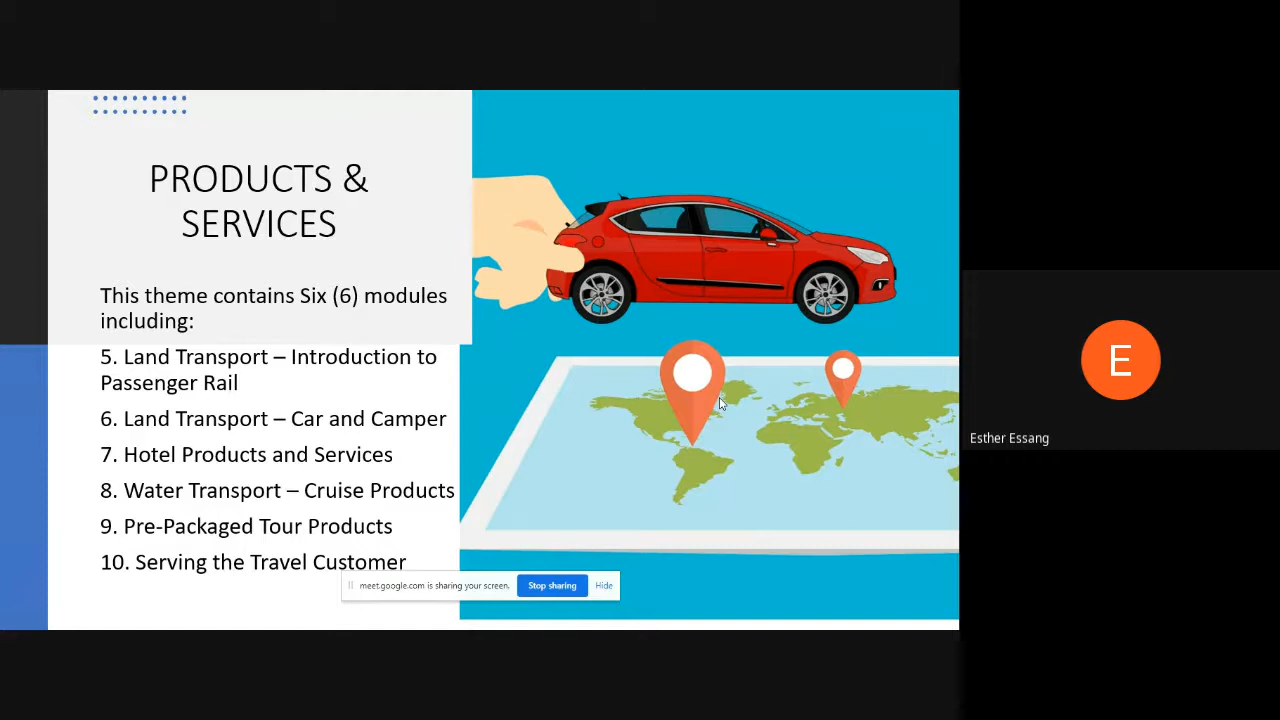 PRODUCTS &
SERVICES
This theme contains Six (6) modules
including:
5. Land Transport – Introduction to
Passenger Rail
6. Land Transport – Car and Camper
7. Hotel Products and Services
8. Water Transport – Cruise Products
9. Pre-Packaged Tour Products
10. Serving the Travel Customer
meet.google.com is sharing your screen. Stop sharing Hide
E
Esther Essang